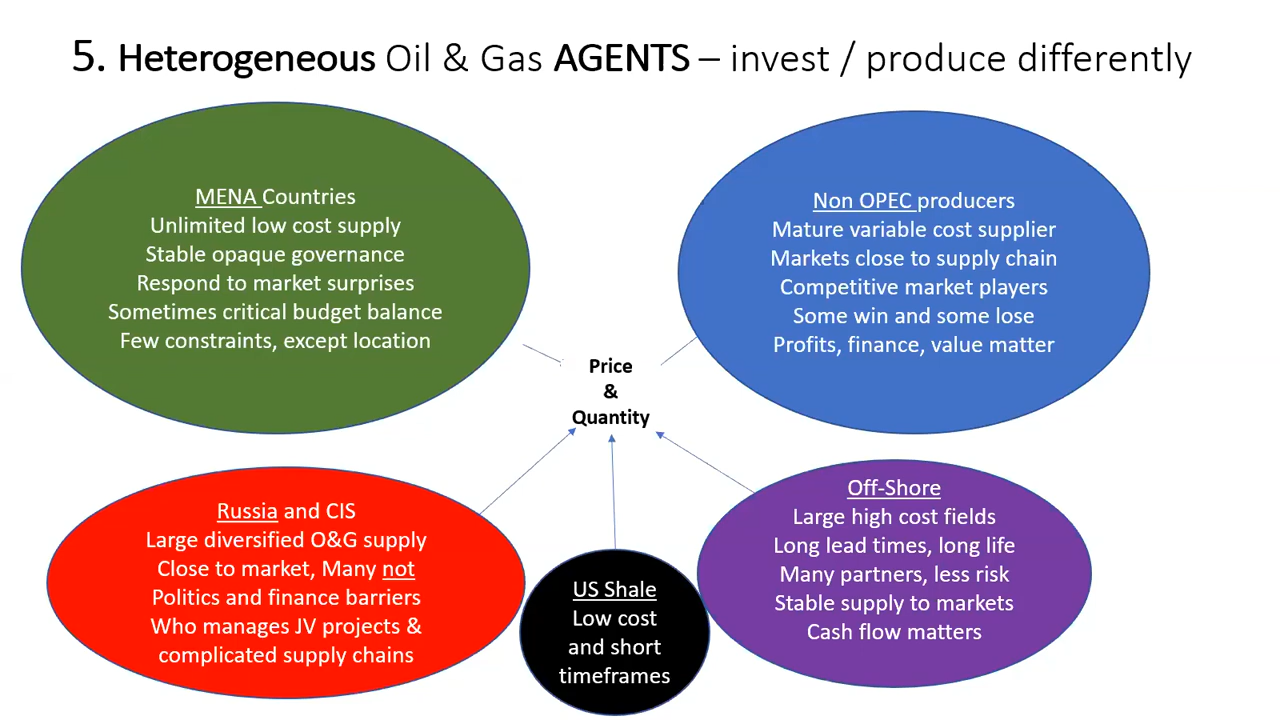 5. Heterogeneous Oil & Gas AGENTS – invest / produce differently
MENA Countries
Unlimited low cost supply
Stable opaque governance
Respond to market surprises
Sometimes critical budget balance
Few constraints, except location
Non OPEC producers
Mature variable cost supplier
Markets close to supply chain
Competitive market players
Some win and some lose
Profits, finance, value matter
Price
&
Quantity
Russia and CIS
Large diversified O&G supply
Close to market, Many not
Politics and finance barriers
Who manages JV projects &
complicated supply chains
US Shale
Low cost
and short
timeframes
Off-Shore
Large high cost fields
Long lead times, long life
Many partners, less risk
Stable supply to markets
Cash flow matters